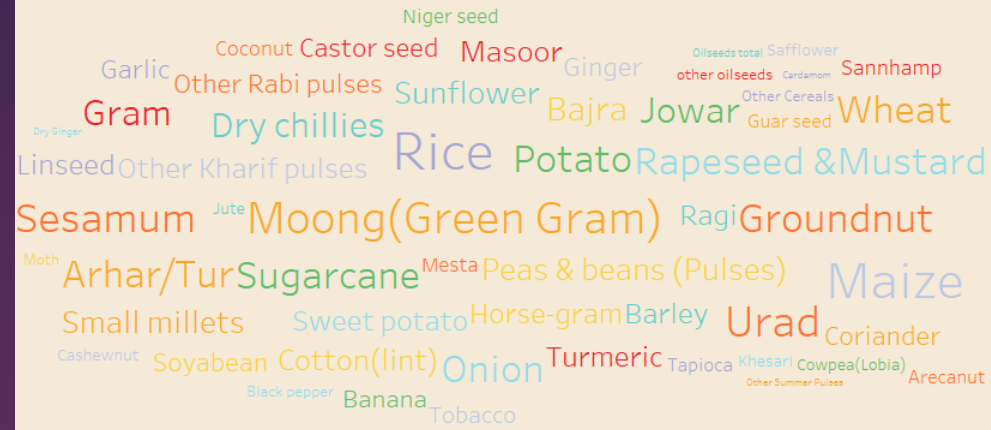 Niger seed
Coconut Castor seed Masoor Oilseeds total Safflower
Garlic Other Rabi pulses Ginger other oilseeds Cardamom Sannhamp
Gram Dry chillies Sunflower Bajra Jowar Other Cereals Guar seed Wheat
Dry Ginger
Linseed Other Kharif pulses Rice Potato Rapeseed &Mustard
Sesamum Jute Moong(Green Gram) Ragi Groundnut
Moth Arhar/Tur Sugarcane Mesta Peas & beans (Pulses) Maize
Small millets Sweet potato Horse-gram Barley Urad Coriander
Cashewnut Soyabean Cotton(lint) Onion Turmeric Tapioca Khesari Cowpea(Lobia) Arecanut
Other Summer Pulses
Black pepper Banana Tobacco